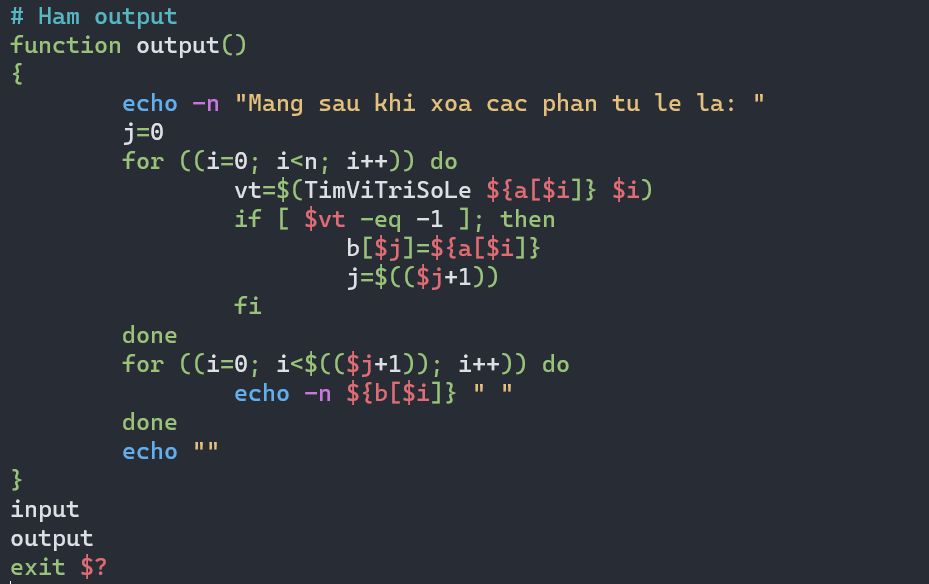 # Ham output
function output()
{
        echo -n "Mang sau khi xoa cac phan tu le la: "
        j=0
        for ((i=0; i<n; i++)) do
                vt=$(TimViTriSoLe ${a[$i]} $i)
                if [ $vt -eq -1 ]; then
                        b[$j]=${a[$i]}
                        j=$(($j+1))
                fi
        done
        for ((i=0; i<$(($j+1)); i++)) do
                echo -n ${b[$i]} " "
        done
        echo ""
}
input
output
exit $?